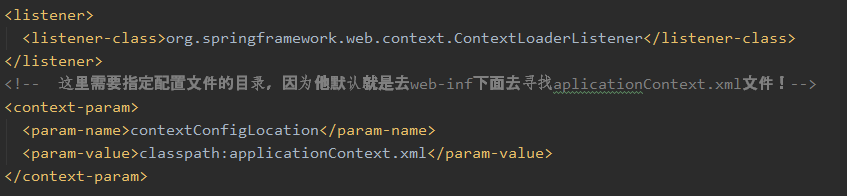 <listener>
<listener-class>org.springframework.web.context.ContextLoaderListener</listener-class>
</listener>
<!-- 这里需要指定配置文件的目录，因为他默认就是去web-inf下面去寻找aplicationContext.xml文件！-->
<context-param>
<param-name>contextConfigLocation</param-name>
<param-value>classpath:applicationContext.xml</param-value>
</context-param>